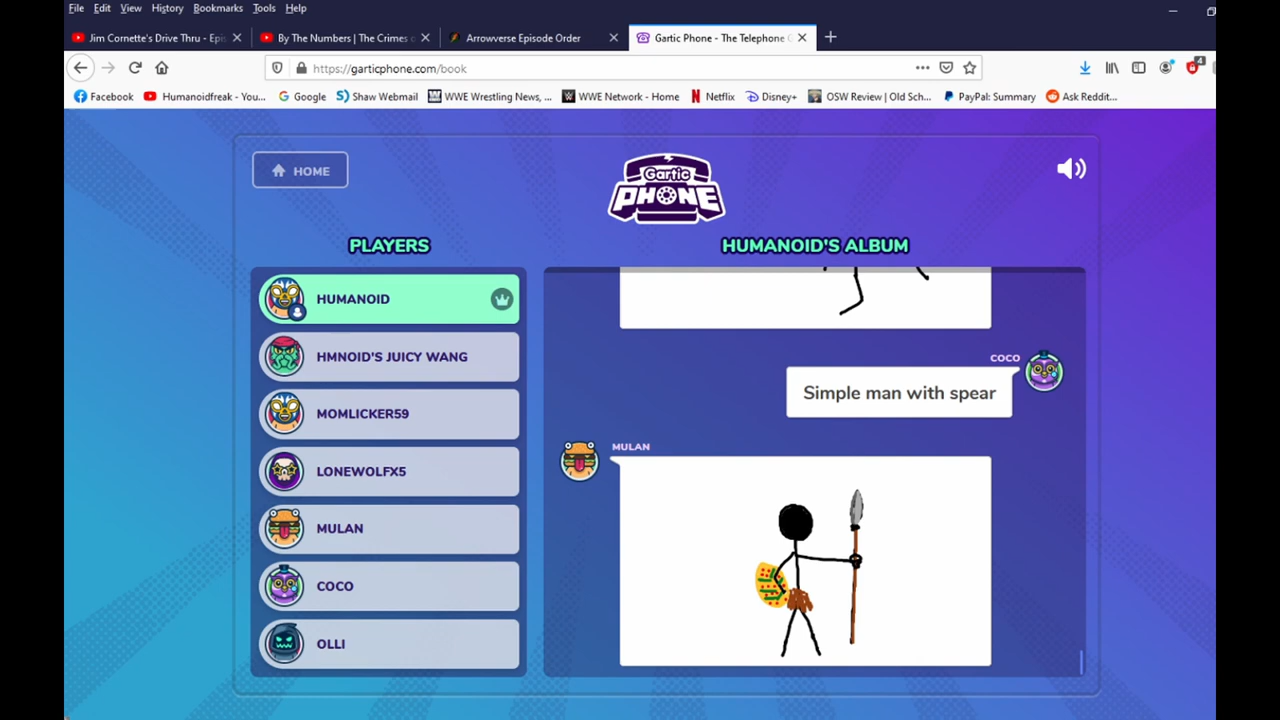 File Edit View History Bookmarks Tools Help
Jim Cornette's Drive Thru - Epi
By The Numbers | The Crimes o
Arrowverse Episode Order
Gartic Phone - The Telephone G
https://garticphone.com/book
4
Facebook
Humanoidfreak - You...
Google
Shaw Webmail
WWE Wrestling News, ...
WWE Network - Home
Netflix
Disney+
OSW Review | Old Sch...
PayPal: Summary
Ask Reddit...
HOME
Gartic
PHONE
PLAYERS
HUMANOID'S ALBUM
HUMANOID
HMNOID'S JUICY WANG
MOMLICKER59
LONEWOLFX5
MULAN
COCO
OLLI
COCO
Simple man with spear
MULAN